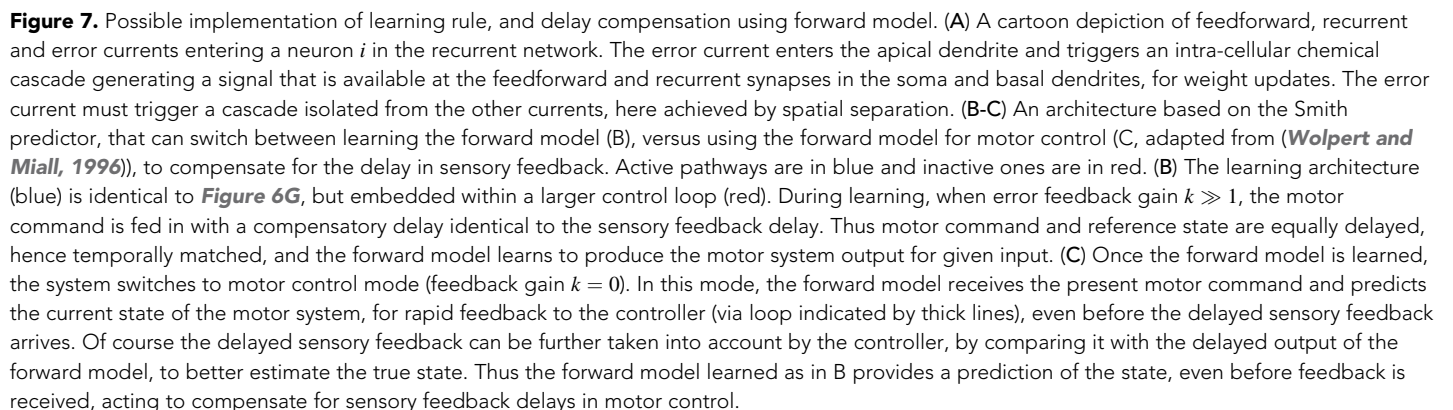 Figure 7. Possible implementation of learning rule, and delay compensation using forward model. (A) A cartoon depiction of feedforward, recurrent
and error currents entering a neuron i in the recurrent network. The error current enters the apical dendrite and triggers an intra-cellular chemical
cascade generating a signal that is available at the feedforward and recurrent synapses in the soma and basal dendrites, for weight updates. The error
current must trigger a cascade isolated from the other currents, here achieved by spatial separation. (B-C) An architecture based on the Smith
predictor, that can switch between learning the forward model (B), versus using the forward model for motor control (C, adapted from (Wolpert and
Miall, 1996)), to compensate for the delay in sensory feedback. Active pathways are in blue and inactive ones are in red. (B) The learning architecture
(blue) is identical to Figure 6G, but embedded within a larger control loop (red). During learning, when error feedback gain k ≫ 1, the motor
command is fed in with a compensatory delay identical to the sensory feedback delay. Thus motor command and reference state are equally delayed,
hence temporally matched, and the forward model learns to produce the motor system output for given input. (C) Once the forward model is learned,
the system switches to motor control mode (feedback gain k = 0). In this mode, the forward model receives the present motor command and predicts
the current state of the motor system, for rapid feedback to the controller (via loop indicated by thick lines), even before the delayed sensory feedback
arrives. Of course the delayed sensory feedback can be further taken into account by the controller, by comparing it with the delayed output of the
forward model, to better estimate the true state. Thus the forward model learned as in B provides a prediction of the state, even before feedback is
received, acting to compensate for sensory feedback delays in motor control.